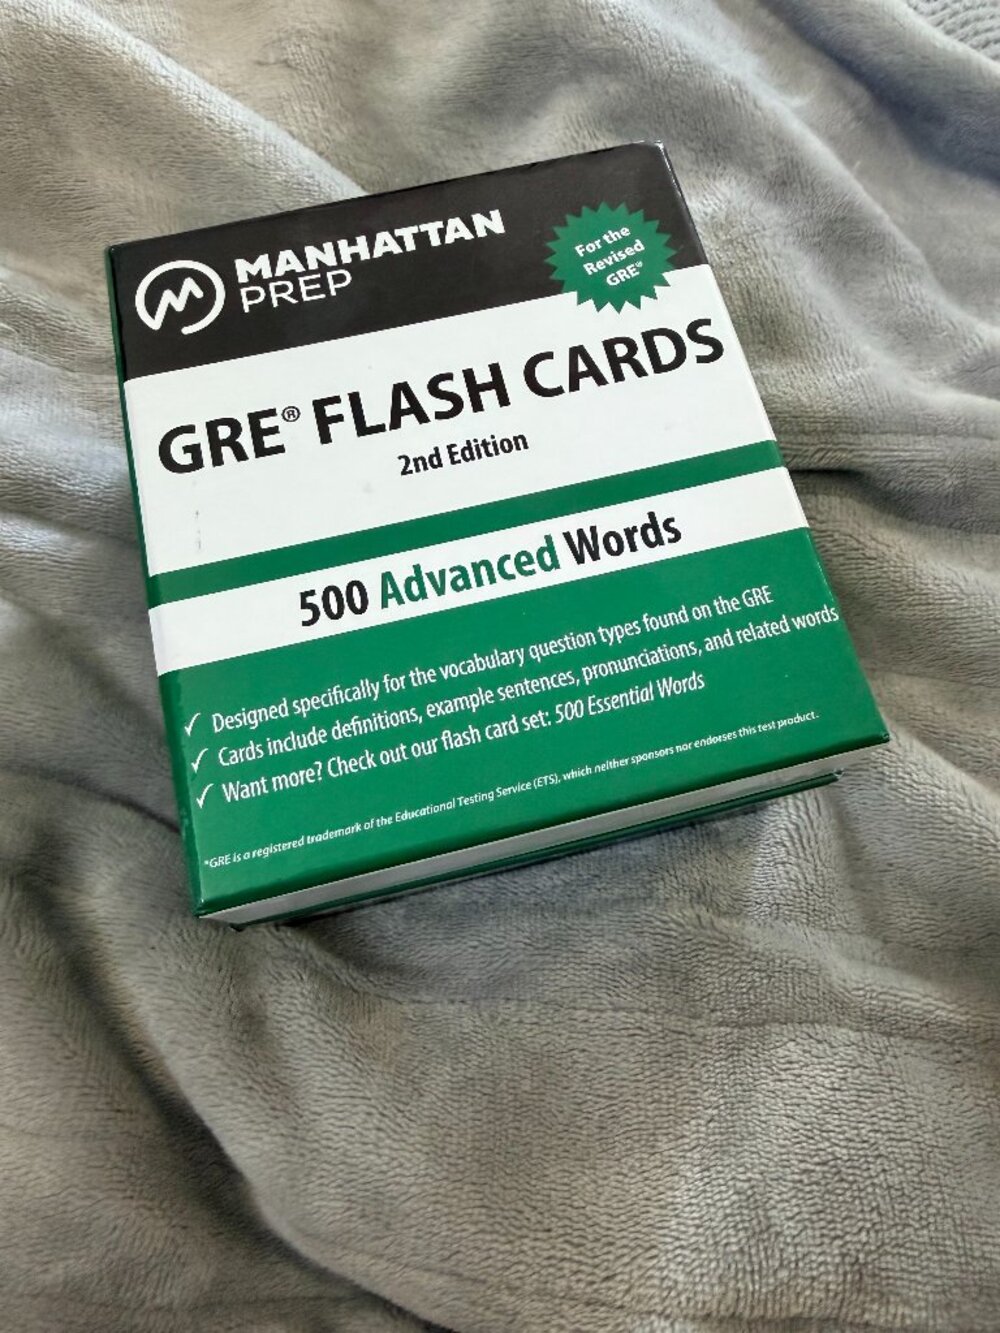 MANHATTAN
PREP
For the
Revised
GRE®
GRE® FLASH CARDS
2nd Edition
500 Advanced Words
✓ Designed specifically for the vocabulary question types found on the GRE
✓ Cards include definitions, example sentences, pronunciations, and related words
✓ Want more? Check out our flash card set: 500 Essential Words
*GRE is a registered trademark of the Educational Testing Service (ETS), which neither sponsors nor endorses this test product.